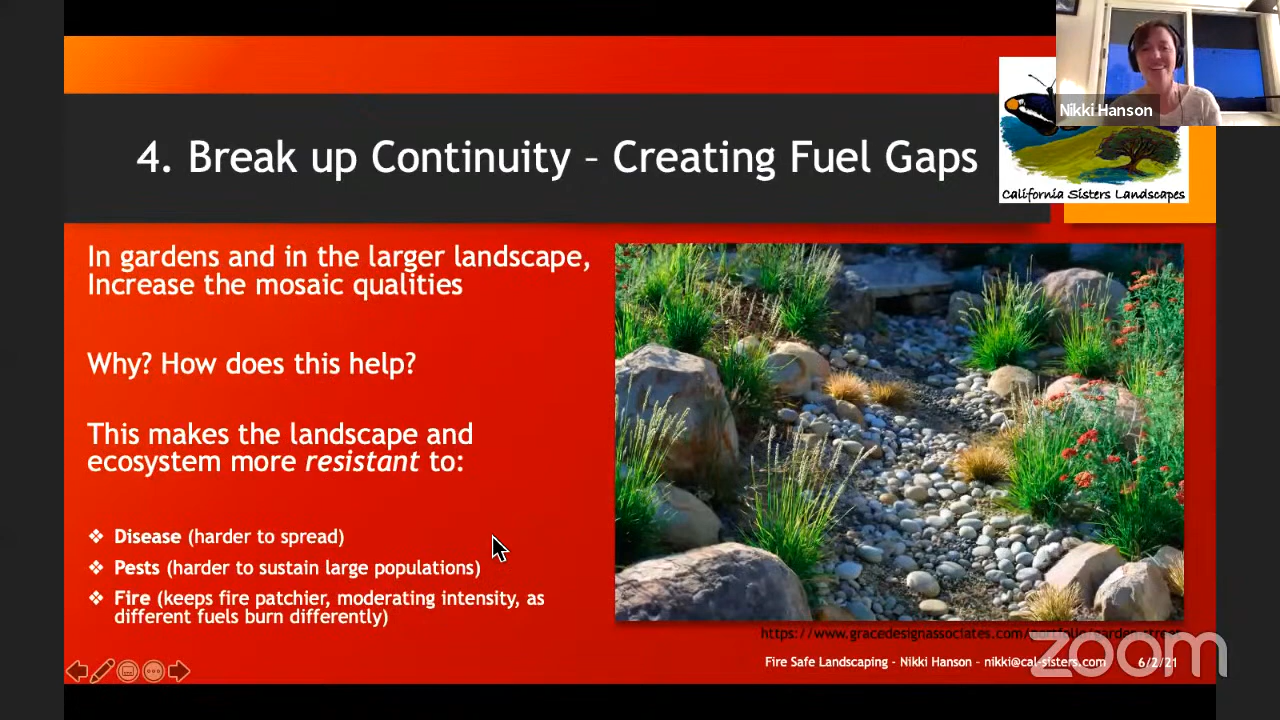 Nikki Hanson
4. Break up Continuity – Creating Fuel Gaps
California Sisters Landscapes
In gardens and in the larger landscape,
Increase the mosaic qualities
Why? How does this help?
This makes the landscape and
ecosystem more resistant to:
❖ Disease (harder to spread)
❖ Pests (harder to sustain large populations)
❖ Fire (keeps fire patchier, moderating intensity, as
different fuels burn differently)
https://www.gracedesignassociates.com/portfolio/garden-street
Fire Safe Landscaping - Nikki Hanson – nikki@cal-sisters.com 6/2/21
zoom